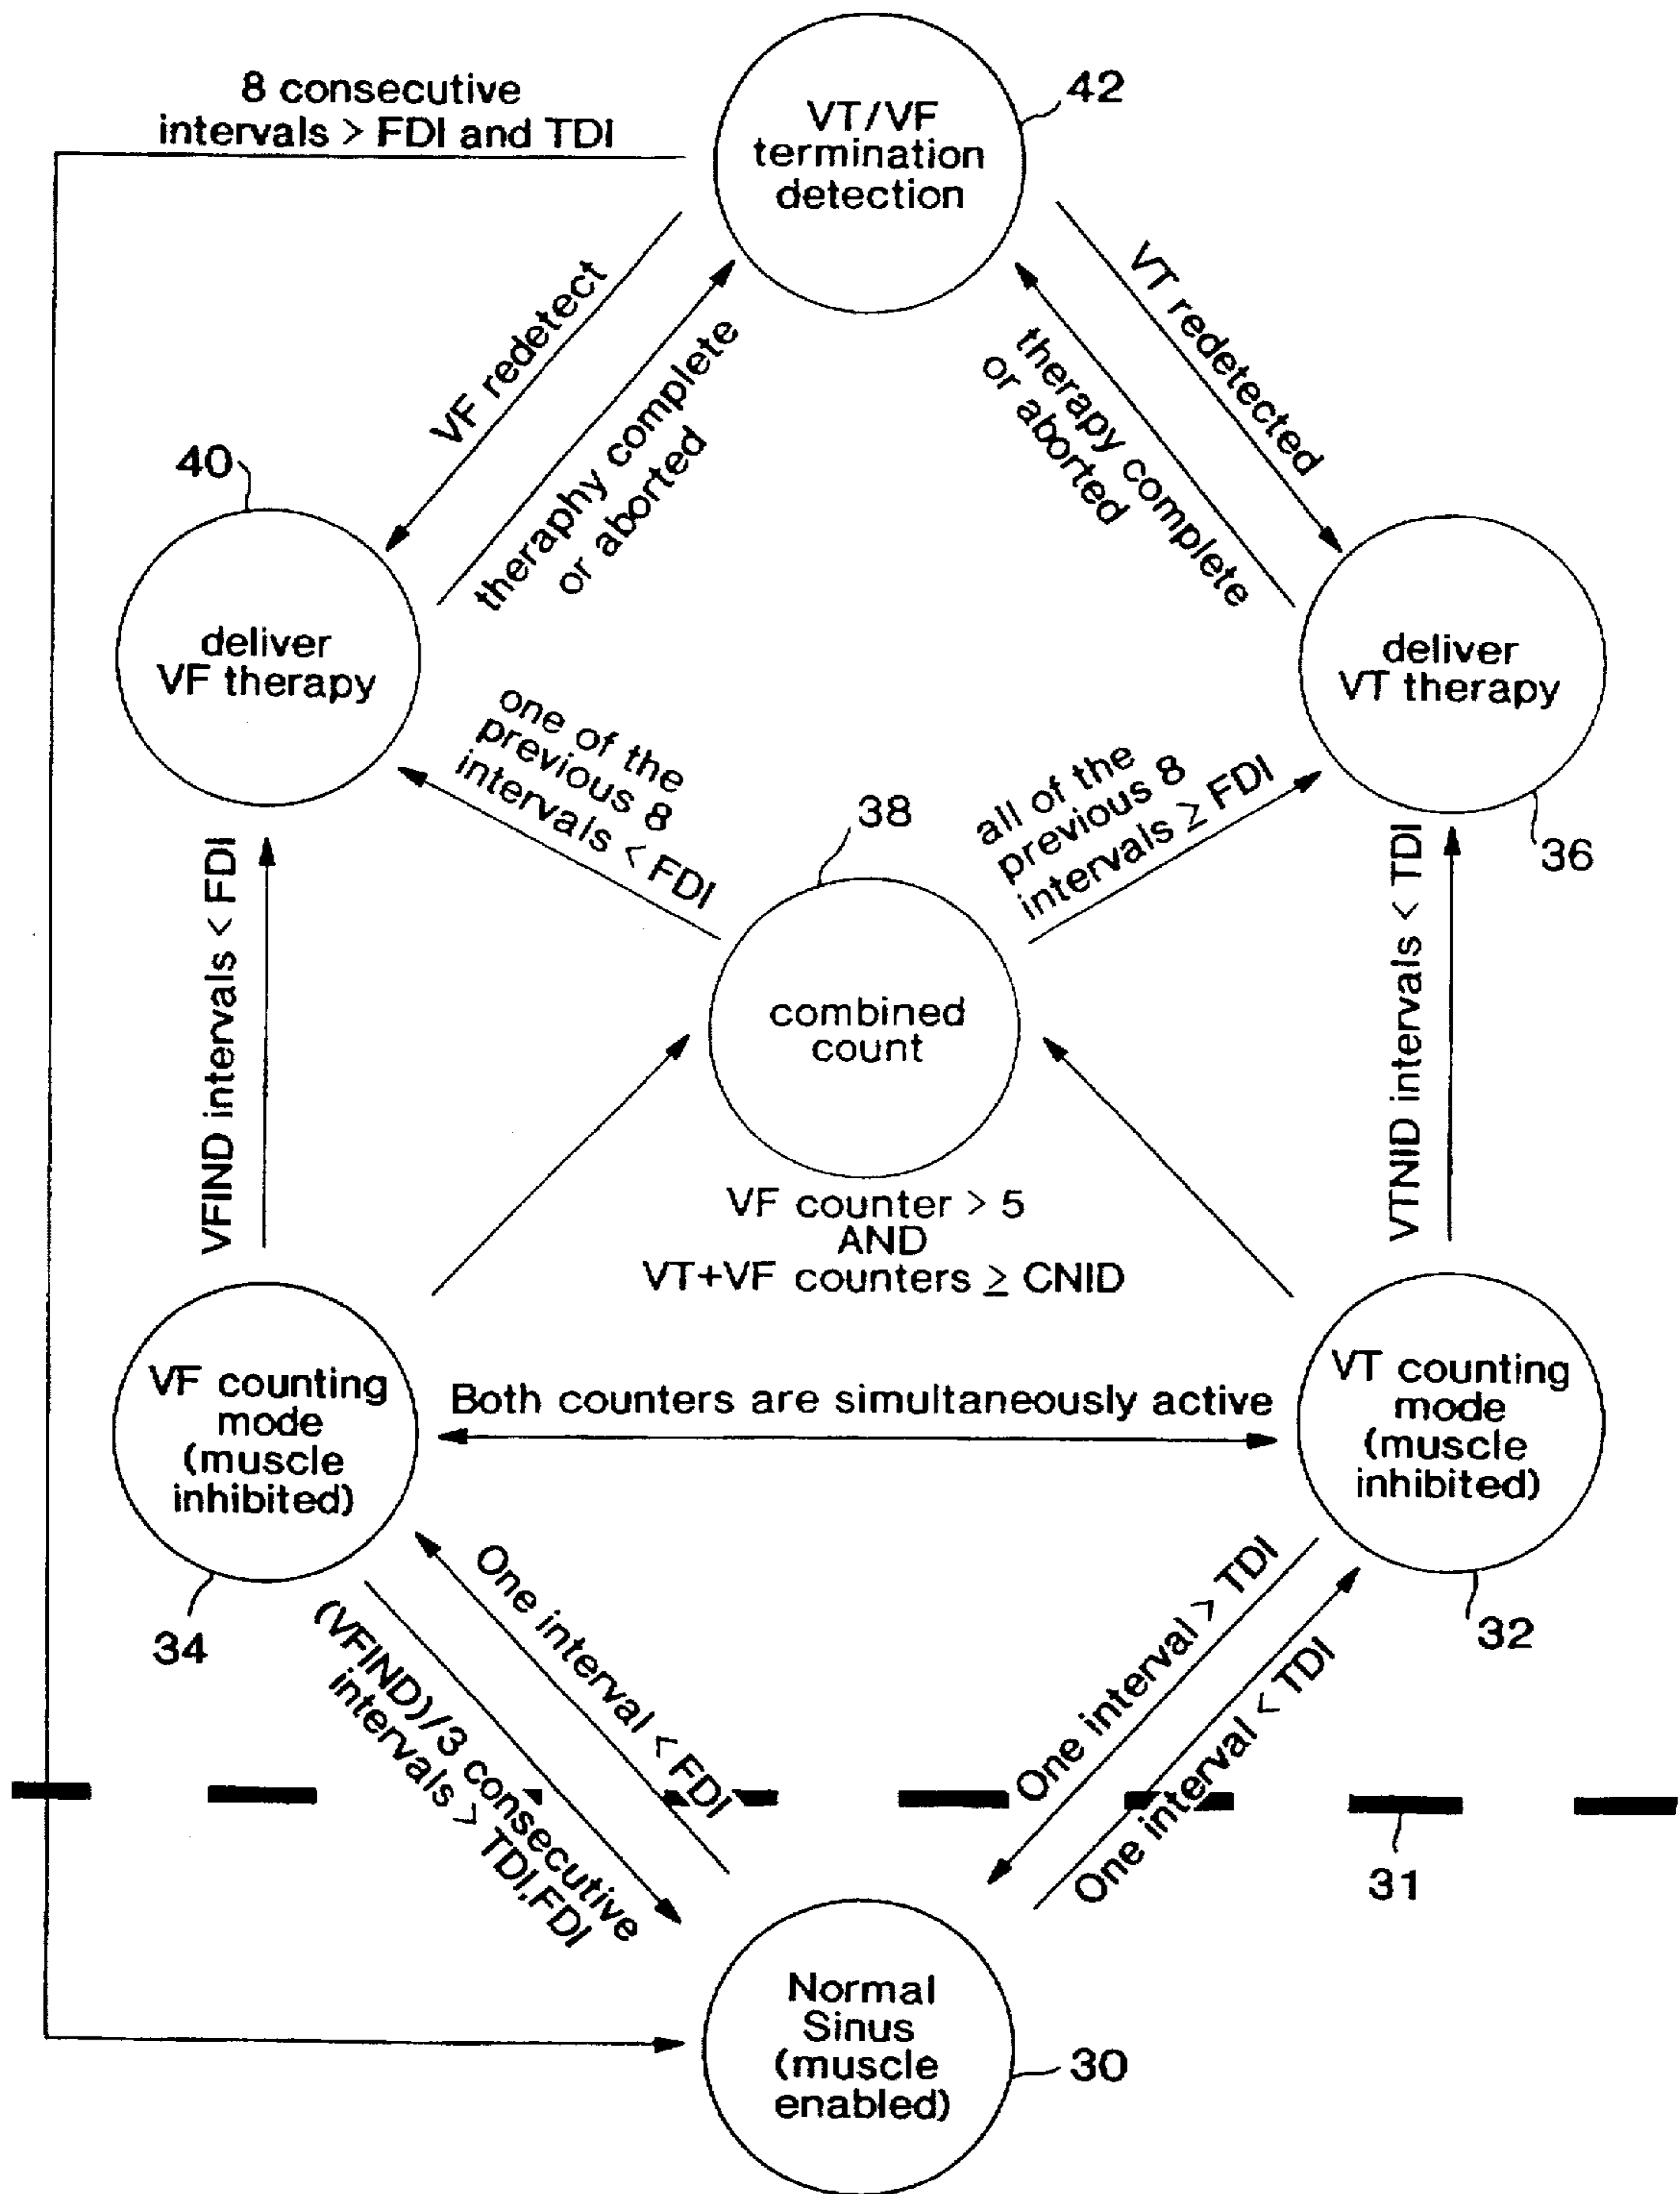 8 consecutive
intervals > FDI and TDI
VT/VF
termination
detection
42
VF redetect
theraphy complete
or aborted
VT redetected
therapy complete
or aborted
40
deliver
VF therapy
deliver
VT therapy
36
one of the
previous 8
intervals < FDI
all of the
previous 8
intervals ≥ FDI
38
combined
count
VFIND intervals < FDI
VTNID intervals < TDI
VF counter > 5
AND
VT+VF counters ≥ CNID
VF counting
mode
(muscle
inhibited)
34
Both counters are simultaneously active
VT counting
mode
(muscle
inhibited)
32
One interval < FDI
(VFIND)/3 consecutive
intervals > TDI,FDI
One interval > TDI
One interval < TDI
31
Normal
Sinus
(muscle
enabled)
30